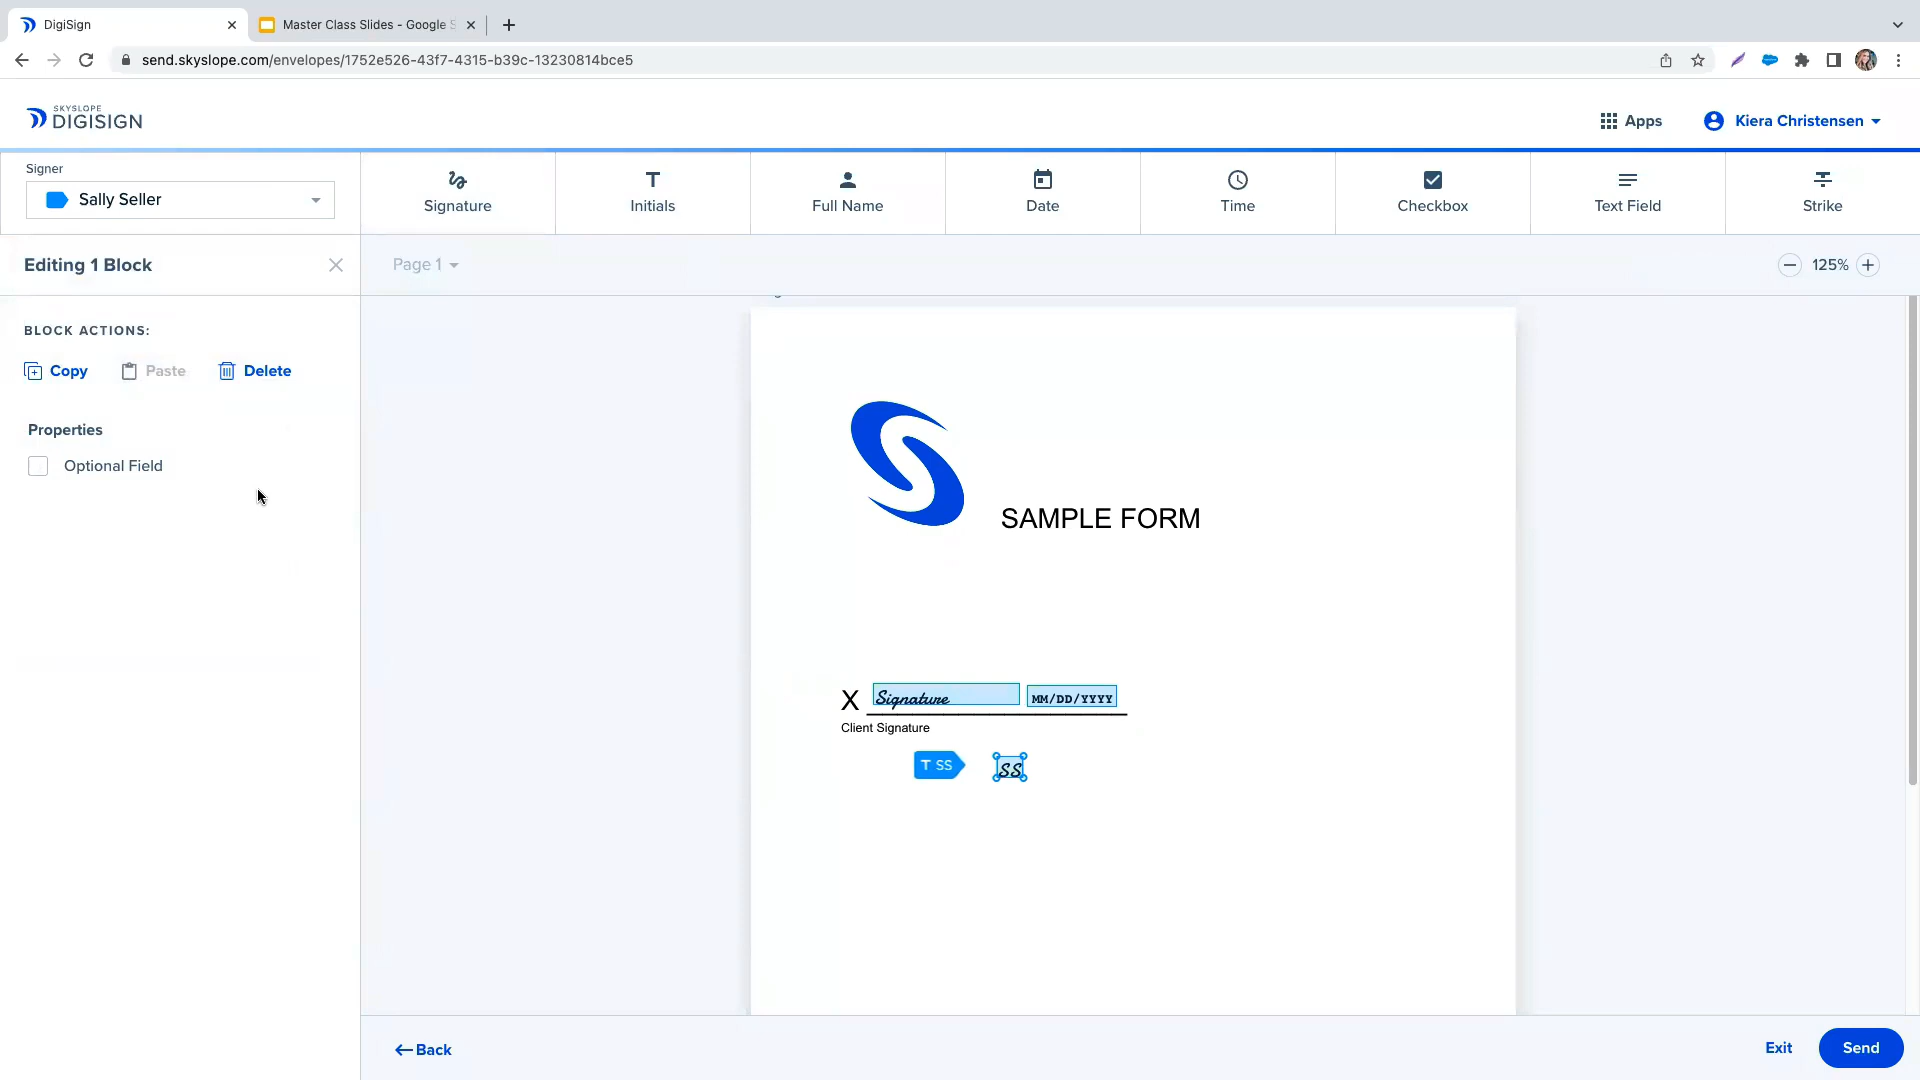 DigiSign
Master Class Slides - Google S
send.skyslope.com/envelopes/1752e526-43f7-4315-b39c-13230814bce5
SKYSLOPE
DIGISIGN
Apps
Kiera Christensen
Signer
Sally Seller
Signature
Initials
Full Name
Date
Time
Checkbox
Text Field
Strike
Editing 1 Block
Page 1
125%
BLOCK ACTIONS:
Copy
Paste
Delete
Properties
Optional Field
SAMPLE FORM
X Signature MM/DD/YYYY
Client Signature
T SS
SS
Back
Exit
Send